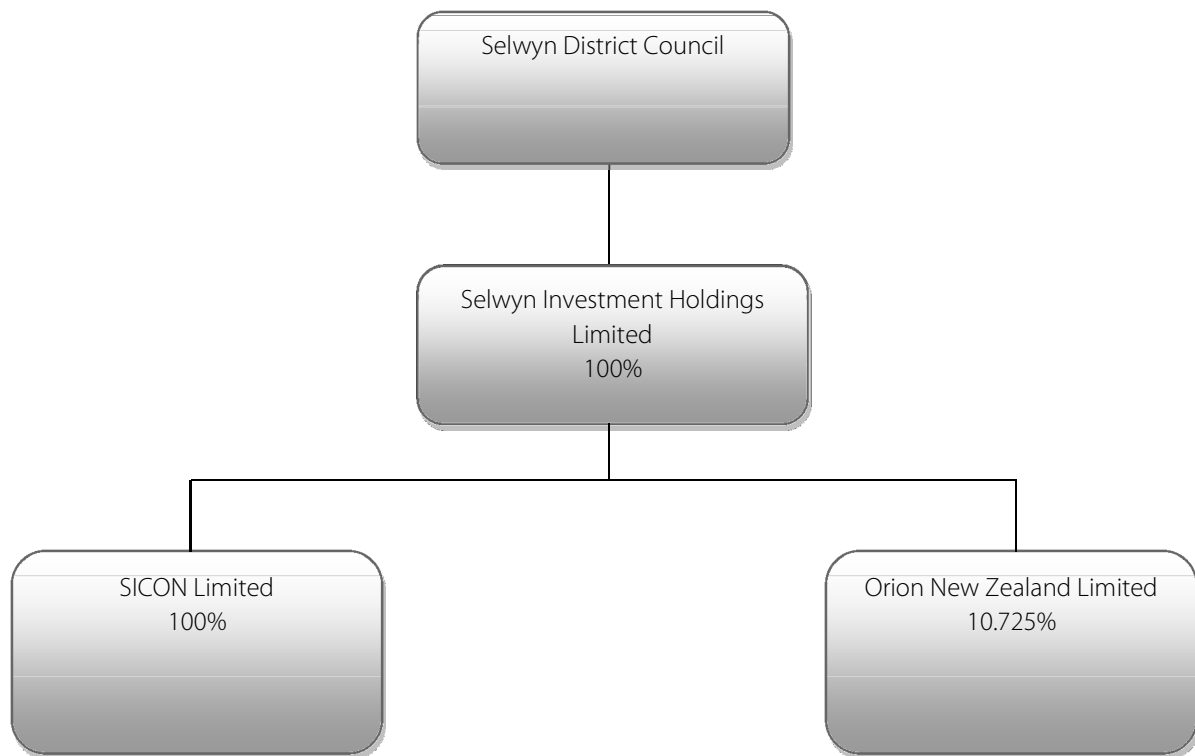 Selwyn District Council
Selwyn Investment Holdings
Limited
100%
SICON Limited
100%
Orion New Zealand Limited
10.725%